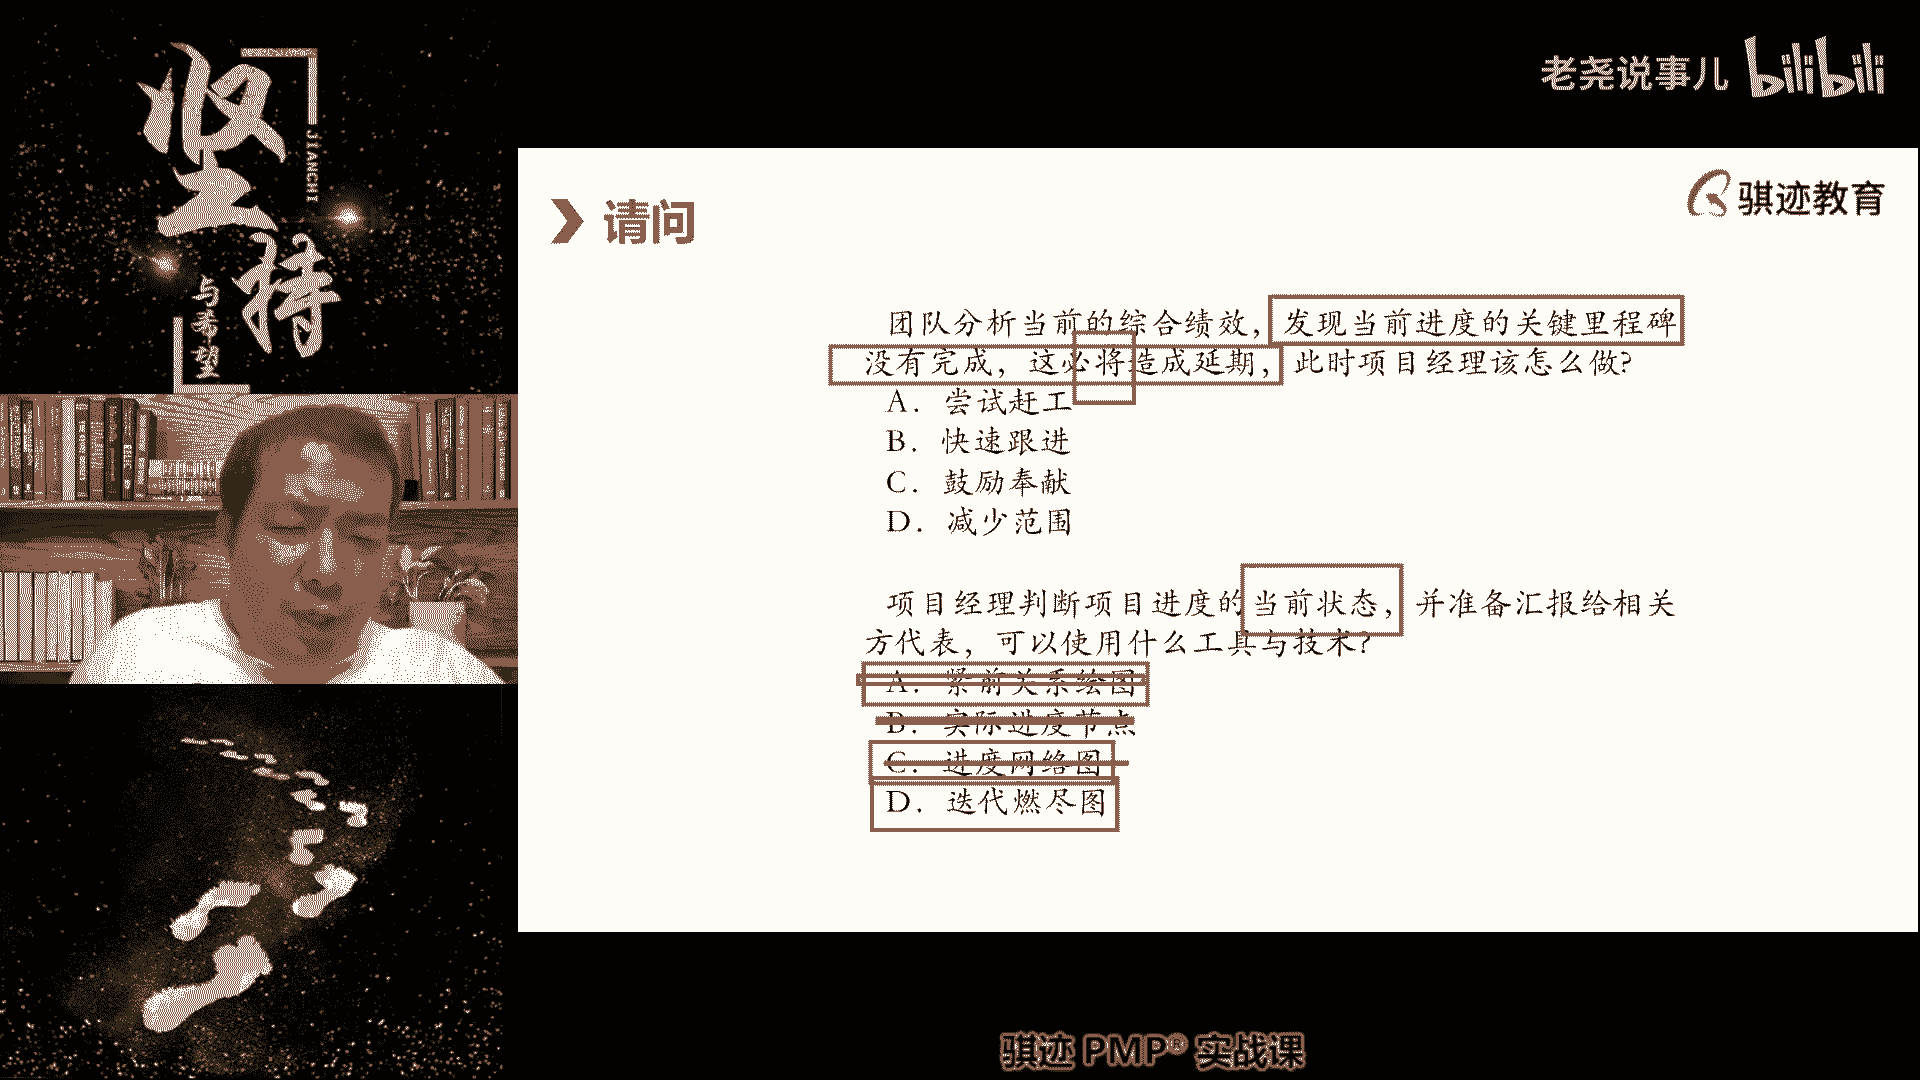 坚持
JIANCHI
与希望
老尧说事儿 bilibili
骐迹教育
请问
团队分析当前的综合绩效，发现当前进度的关键里程碑
没有完成，这必将造成延期，此时项目经理该怎么做？
A．尝试赶工
B．快速跟进
C．鼓励奉献
D．减少范围
项目经理判断项目进度的当前状态，并准备汇报给相关
方代表，可以使用什么工具与技术？
A．紧前关系绘图
B．实际进度节点
C．进度网络图
D．迭代燃尽图
骐迹 PMP® 实战课